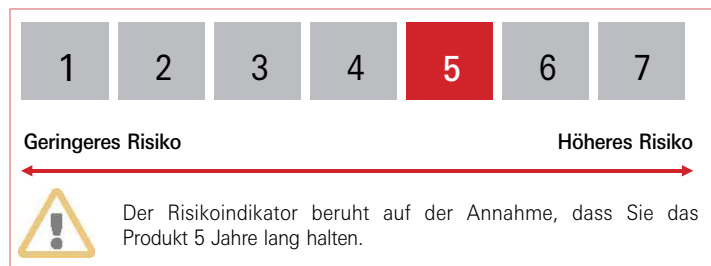 1 2 3 4 5 6 7
Geringeres Risiko Höheres Risiko
Der Risikoindikator beruht auf der Annahme, dass Sie das
Produkt 5 Jahre lang halten.